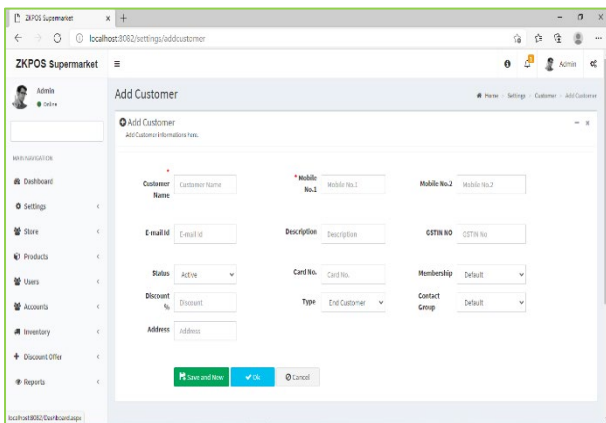 ZKPOS Supermarket
localhost:8082/settings/addcustomer
ZKPOS Supermarket
Admin
Admin
Online
Add Customer
Home Settings Customer Add Customer
Add Customer
Add Customer Informations here.
MAIN NAVIGATION
Dashboard
Settings
Store
Products
Users
Accounts
Inventory
Discount Offer
Reports
* Customer Name
Customer Name
* Mobile No.1
Mobile No.1
Mobile No.2
Mobile No.2
E-mail Id
E-mail Id
Description
Description
GSTIN NO
GSTIN No
Status
Active
Card No.
Card No.
Membership
Default
Discount %
Discount
Type
End Customer
Contact Group
Default
Address
Address
Save and New
Ok
Cancel
localhost:8082/Dashboard.aspx